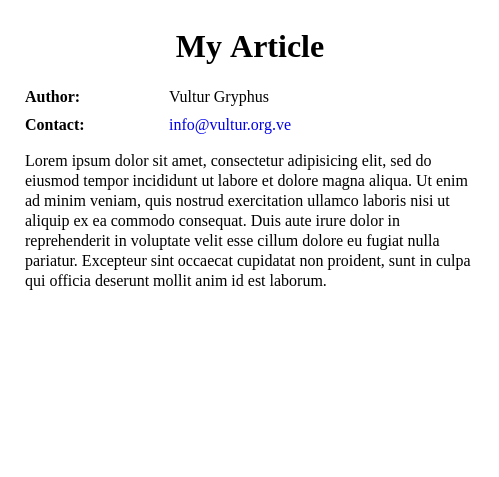 My Article
Author: Vultur Gryphus
Contact: info@vultur.org.ve
Lorem ipsum dolor sit amet, consectetur adipisicing elit, sed do
eiusmod tempor incididunt ut labore et dolore magna aliqua. Ut enim
ad minim veniam, quis nostrud exercitation ullamco laboris nisi ut
aliquip ex ea commodo consequat. Duis aute irure dolor in
reprehenderit in voluptate velit esse cillum dolore eu fugiat nulla
pariatur. Excepteur sint occaecat cupidatat non proident, sunt in culpa
qui officia deserunt mollit anim id est laborum.